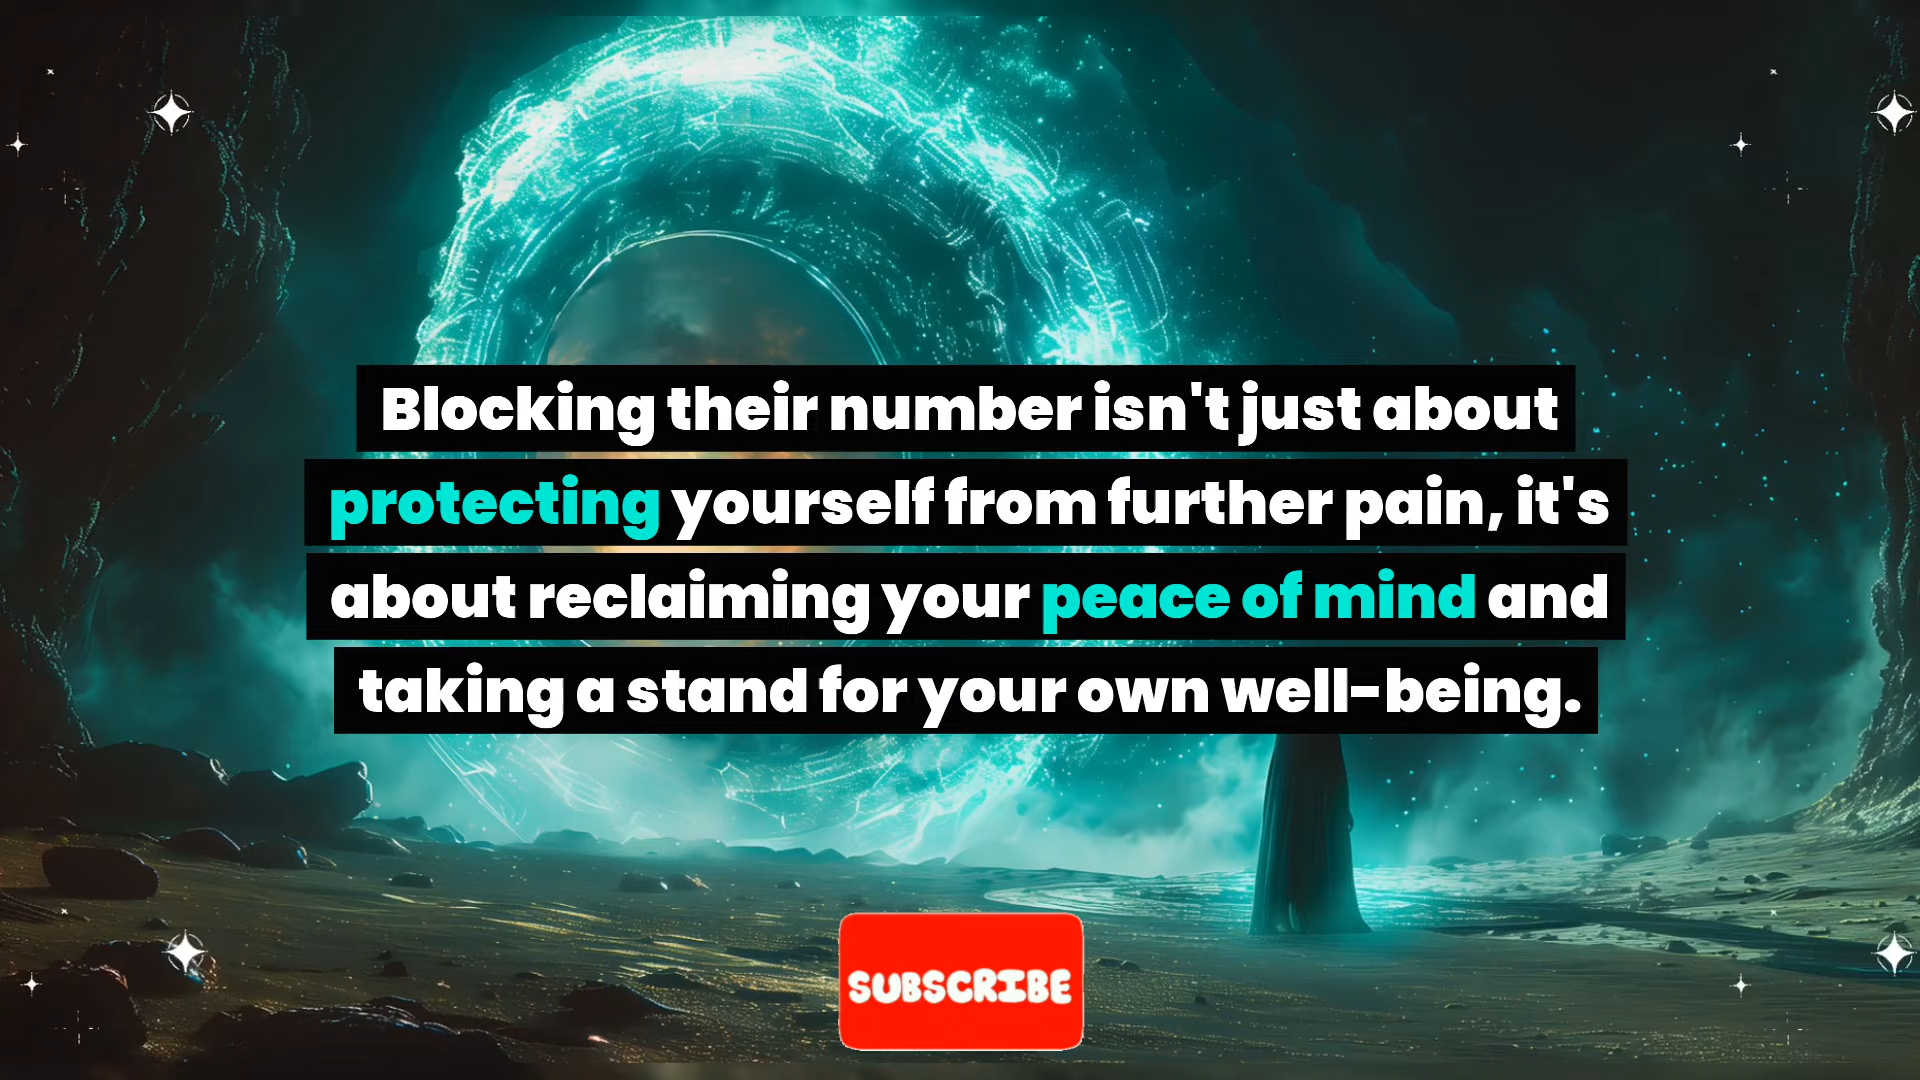 Blocking their number isn't just about
protecting yourself from further pain, it's
about reclaiming your peace of mind and
taking a stand for your own well-being.
SUBSCRIBE